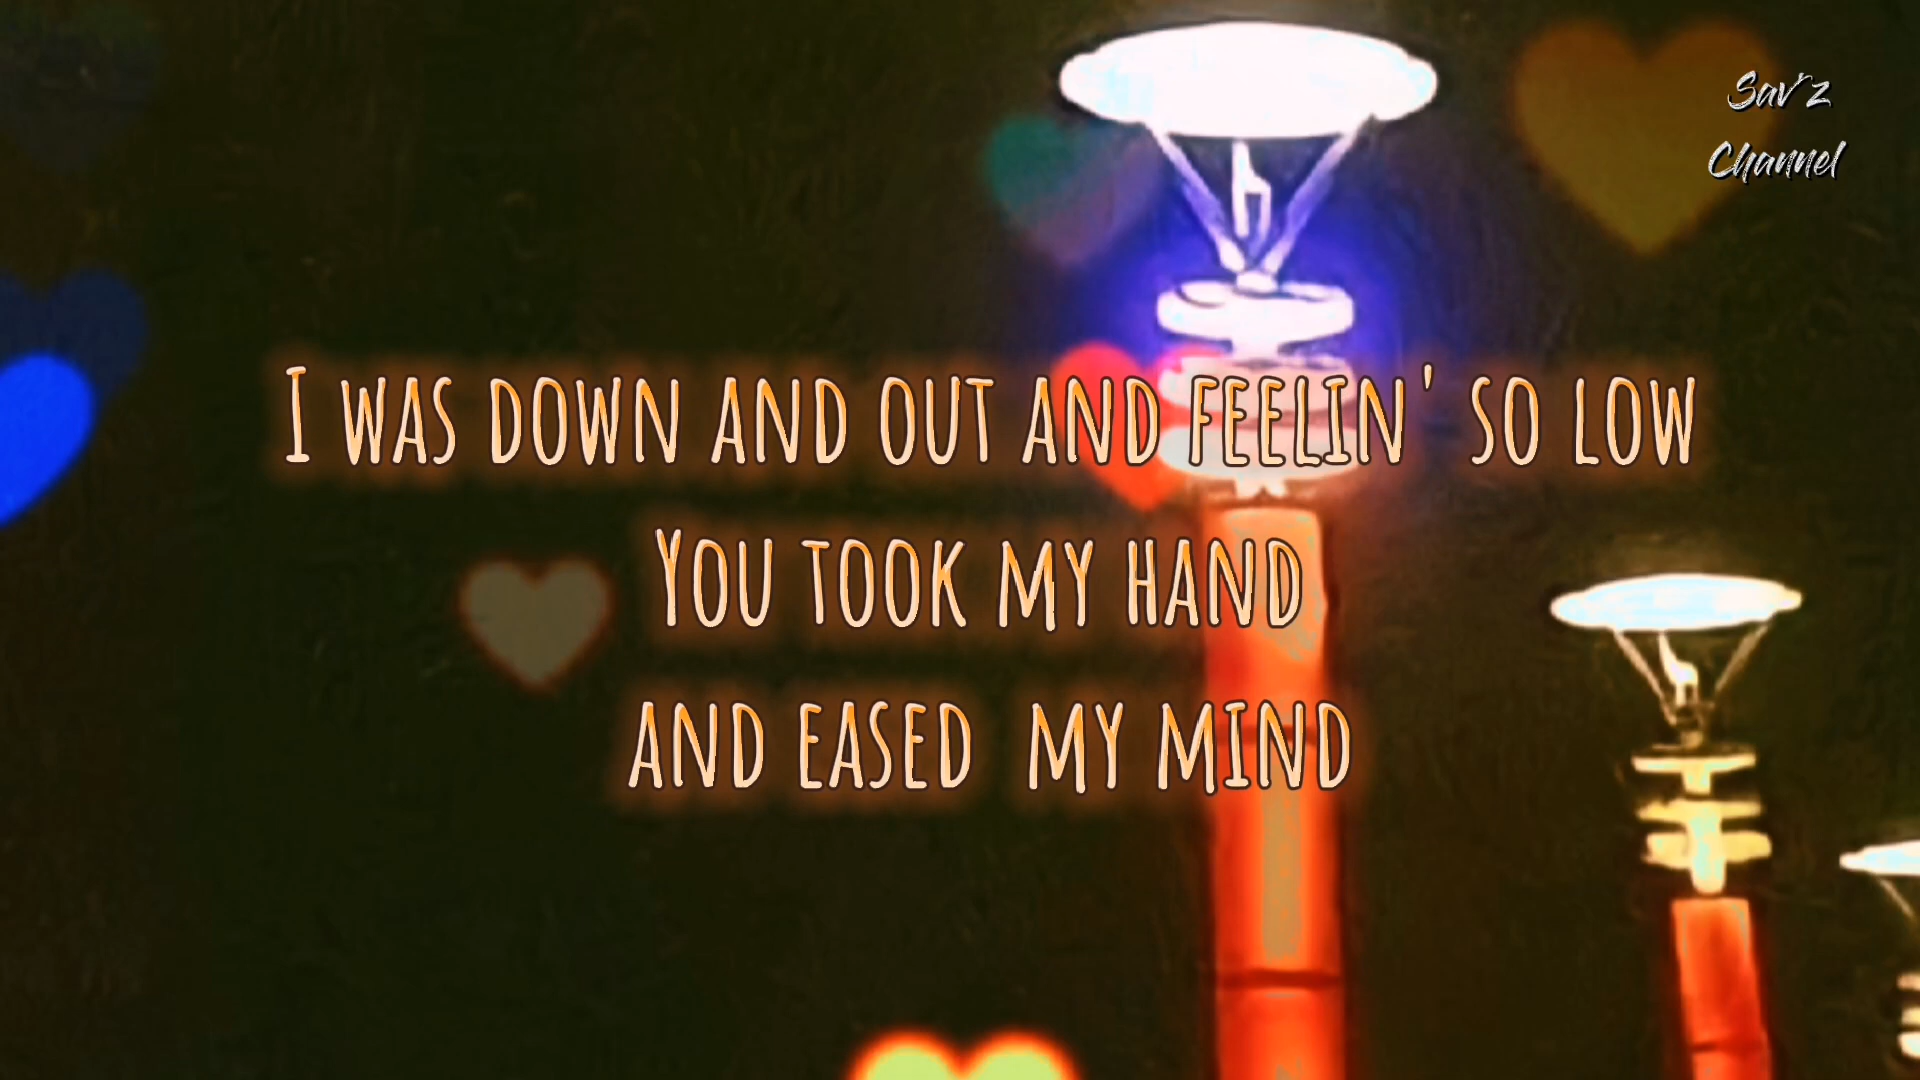 Sav'z
Channel
I was down and out and feelin' so low
You took my hand
and eased my mind